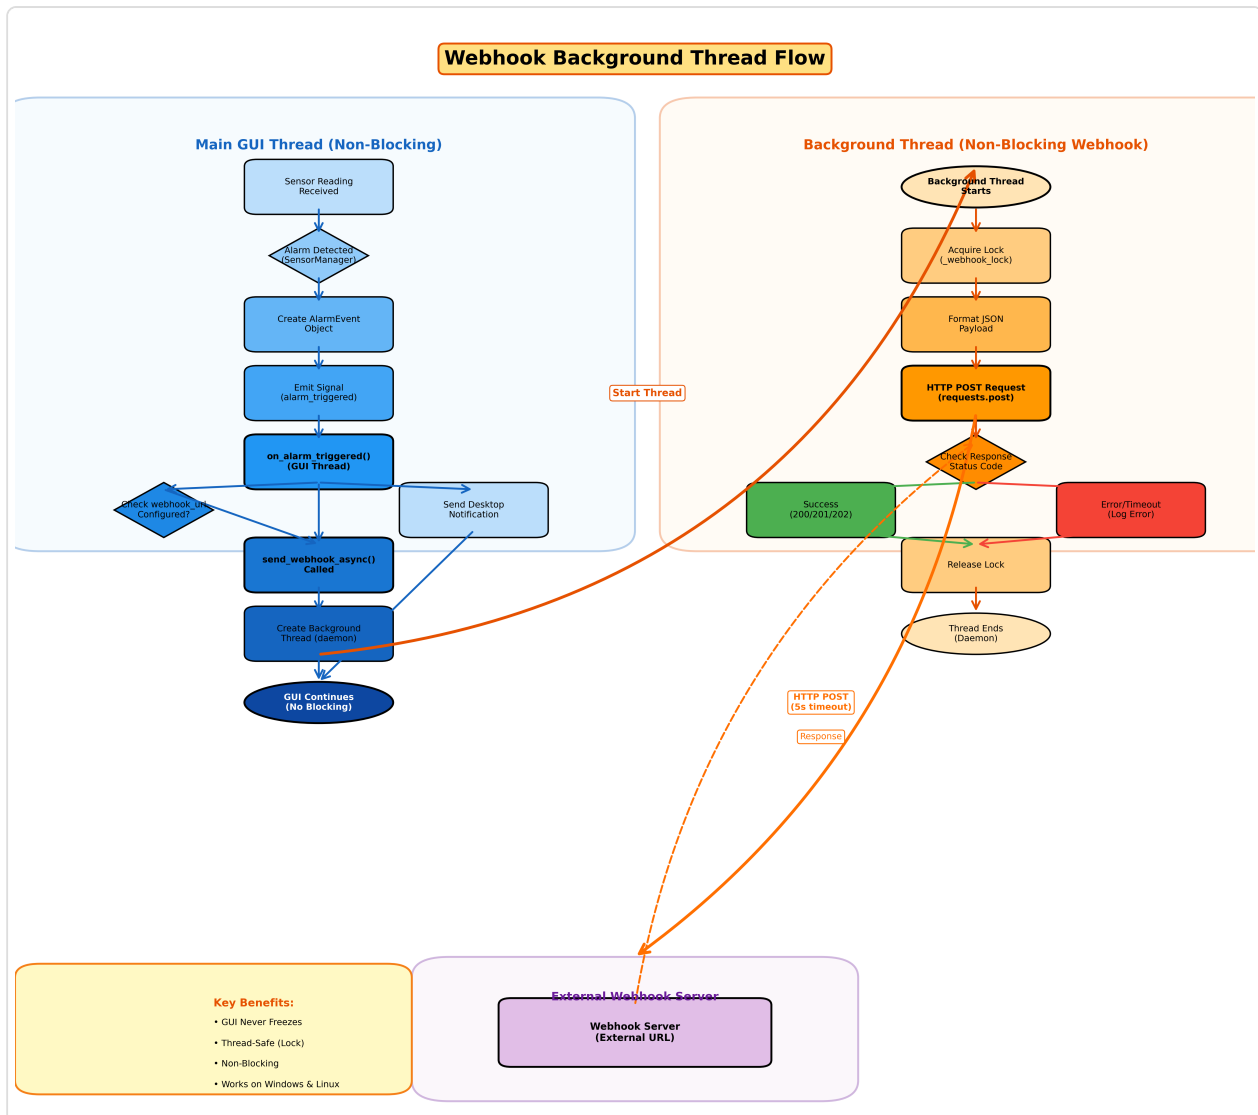 Webhook Background Thread Flow
Main GUI Thread (Non-Blocking)
Sensor Reading
Received
Alarm Detected
(SensorManager)
Create AlarmEvent
Object
Emit Signal
(alarm_triggered)
on_alarm_triggered()
(GUI Thread)
Check webhook_url
Configured?
Send Desktop
Notification
send_webhook_async()
Called
Create Background
Thread (daemon)
GUI Continues
(No Blocking)
Start Thread
Background Thread (Non-Blocking Webhook)
Background Thread
Starts
Acquire Lock
(_webhook_lock)
Format JSON
Payload
HTTP POST Request
(requests.post)
Check Response
Status Code
Success
(200/201/202)
Error/Timeout
(Log Error)
Release Lock
Thread Ends
(Daemon)
HTTP POST
(5s timeout)
Response
Key Benefits:
• GUI Never Freezes
• Thread-Safe (Lock)
• Non-Blocking
• Works on Windows & Linux
External Webhook Server
Webhook Server
(External URL)